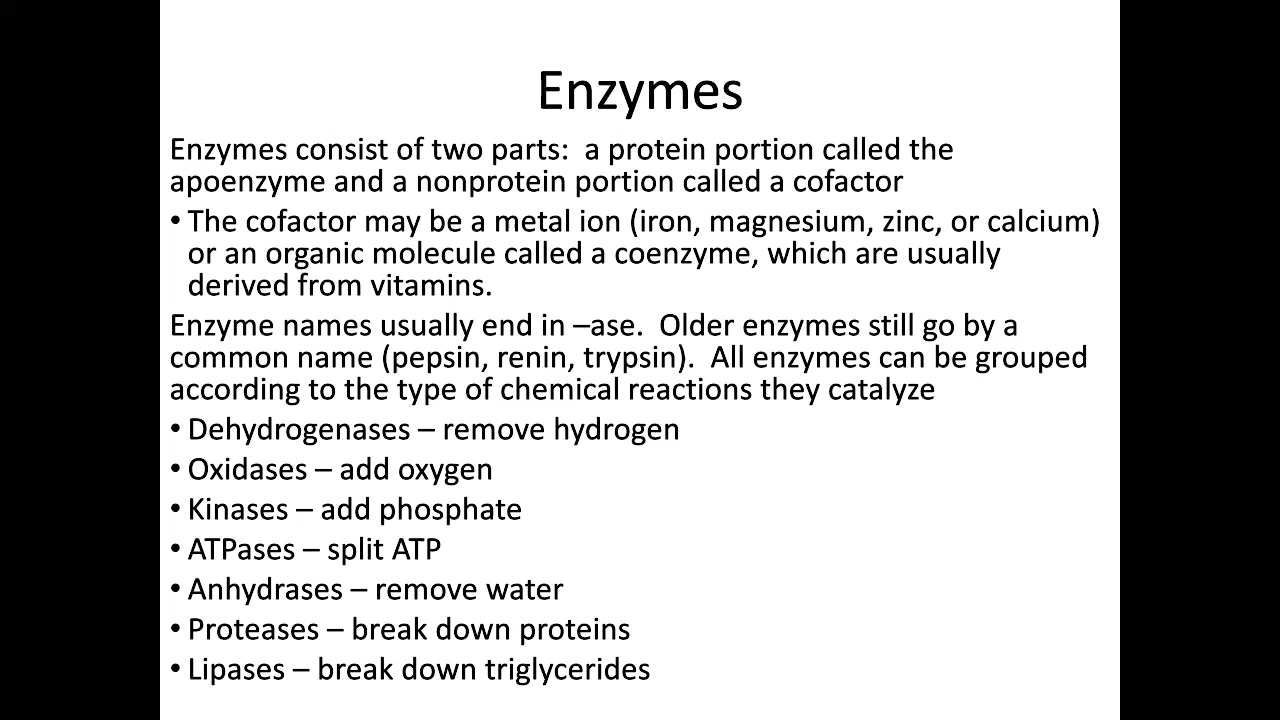 Enzymes
Enzymes consist of two parts:  a protein portion called the
apoenzyme and a nonprotein portion called a cofactor
• The cofactor may be a metal ion (iron, magnesium, zinc, or calcium)
or an organic molecule called a coenzyme, which are usually
derived from vitamins.
Enzyme names usually end in –ase.  Older enzymes still go by a
common name (pepsin, renin, trypsin).  All enzymes can be grouped
according to the type of chemical reactions they catalyze
• Dehydrogenases – remove hydrogen
• Oxidases – add oxygen
• Kinases – add phosphate
• ATPases – split ATP
• Anhydrases – remove water
• Proteases – break down proteins
• Lipases – break down triglycerides